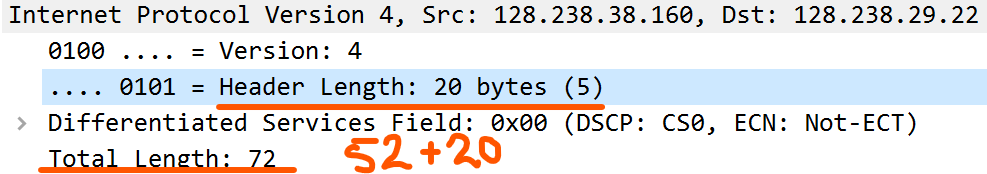 Internet Protocol Version 4, Src: 128.238.38.160, Dst: 128.238.29.22
0100 .... = Version: 4
.... 0101 = Header Length: 20 bytes (5)
Differentiated Services Field: 0x00 (DSCP: CS0, ECN: Not-ECT)
Total Length: 72 52+20